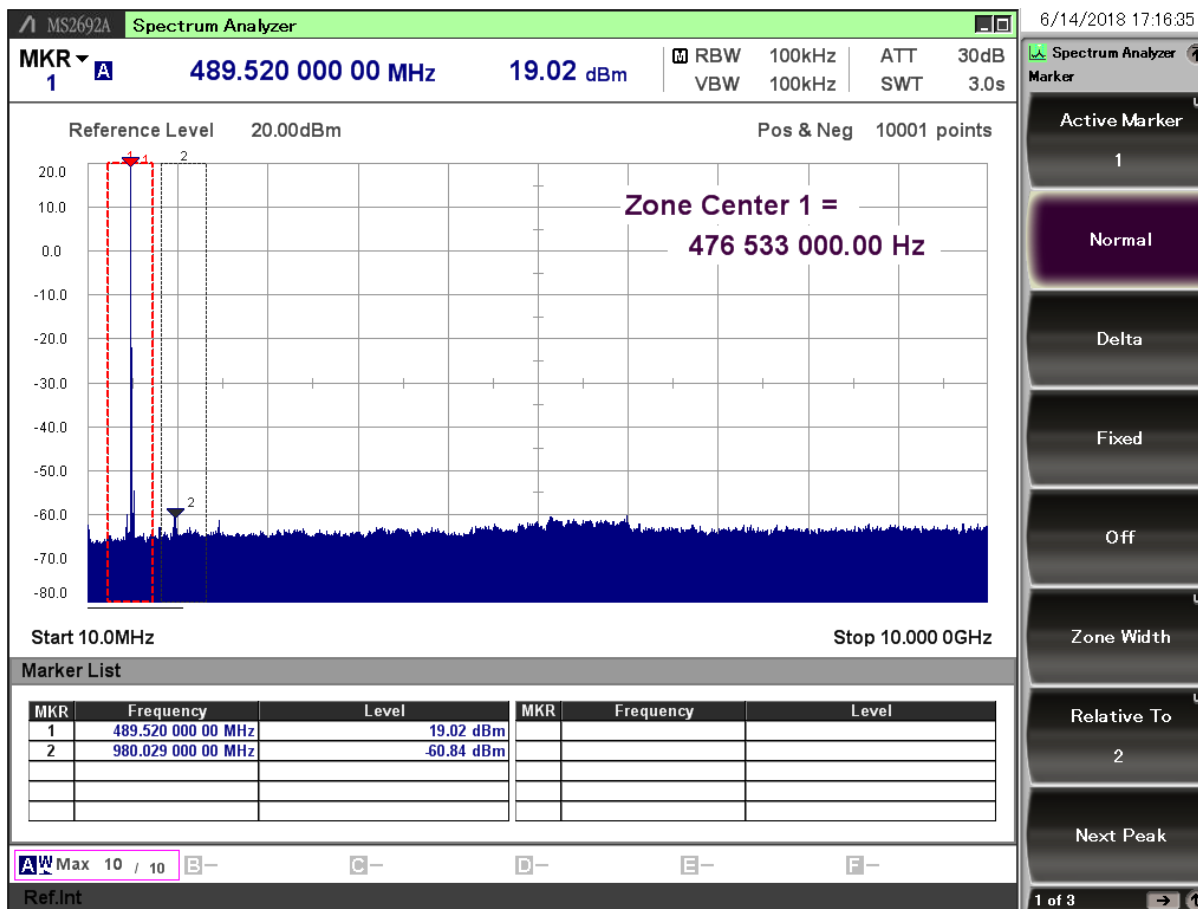 MS2692A Spectrum Analyzer
6/14/2018 17:16:35
MKR
1
A
489.520 000 00 MHz
19.02 dBm
M RBW 100kHz
VBW 100kHz
ATT 30dB
SWT 3.0s
Reference Level 20.00dBm
Pos & Neg 10001 points
1 1 2
20.0
10.0
0.0
-10.0
-20.0
-30.0
-40.0
-50.0
-60.0
-70.0
-80.0
Zone Center 1 =
476 533 000.00 Hz
2
Start 10.0MHz
Stop 10.000 0GHz
Marker List
MKR Frequency Level MKR Frequency Level
1 489.520 000 00 MHz 19.02 dBm
2 980.029 000 00 MHz -60.84 dBm
A W Max 10 / 10 B- C- D- E- F-
Ref.Int
Spectrum Analyzer
Marker
Active Marker
1
Normal
Delta
Fixed
Off
Zone Width
Relative To
2
Next Peak
1 of 3